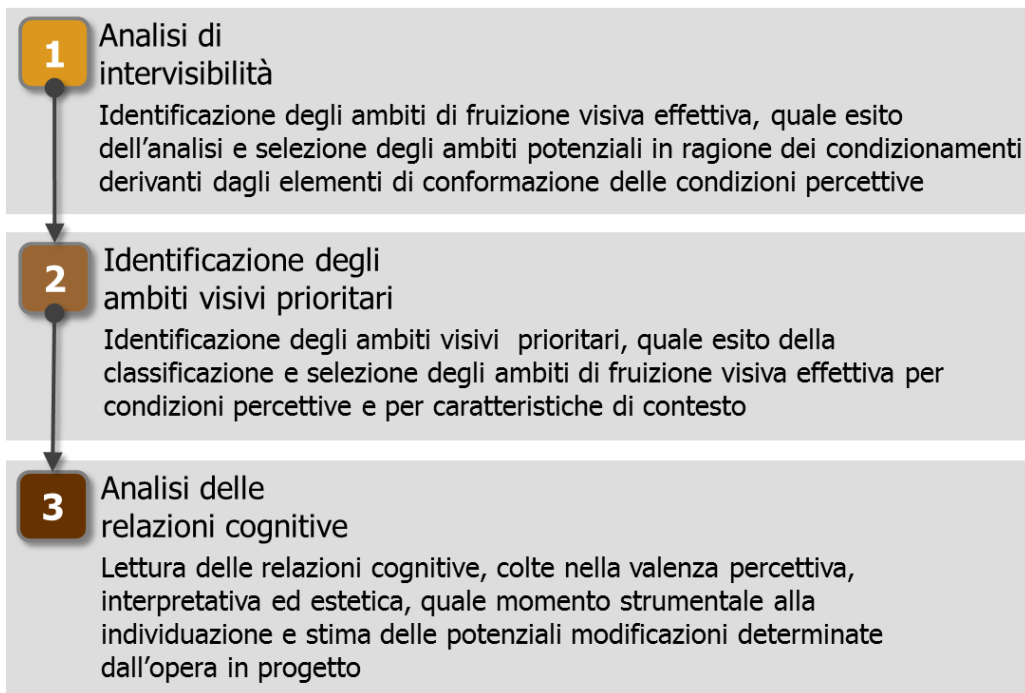 1
Analisi di
intervisibilità
Identificazione degli ambiti di fruizione visiva effettiva, quale esito
dell’analisi e selezione degli ambiti potenziali in ragione dei condizionamenti
derivanti dagli elementi di conformazione delle condizioni percettive
2
Identificazione degli
ambiti visivi prioritari
Identificazione degli ambiti visivi prioritari, quale esito della
classificazione e selezione degli ambiti di fruizione visiva effettiva per
condizioni percettive e per caratteristiche di contesto
3
Analisi delle
relazioni cognitive
Lettura delle relazioni cognitive, colte nella valenza percettiva,
interpretativa ed estetica, quale momento strumentale alla
individuazione e stima delle potenziali modificazioni determinate
dall’opera in progetto